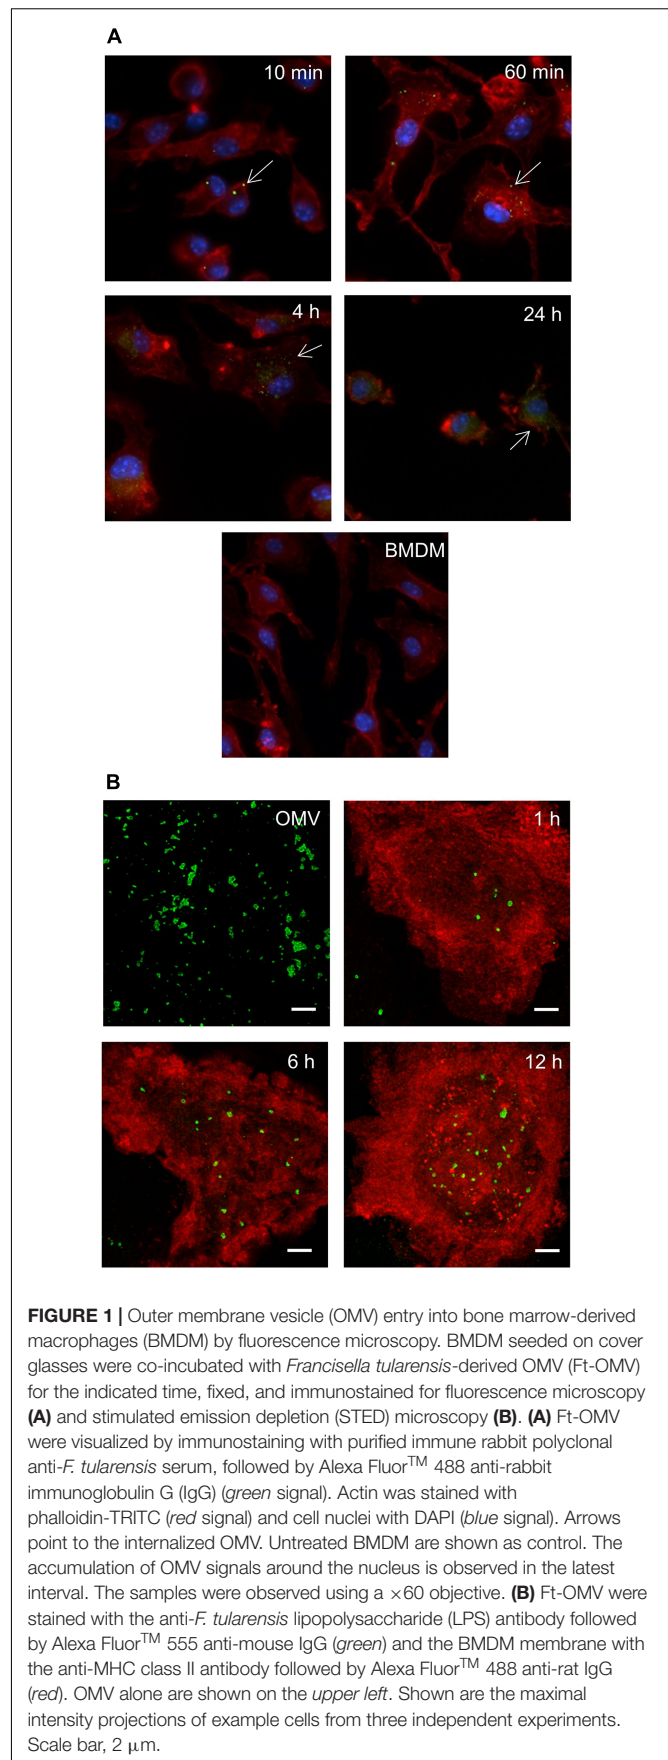 A
10 min
60 min
4 h
24 h
BMDM
B
OMV
1 h
6 h
12 h
FIGURE 1 | Outer membrane vesicle (OMV) entry into bone marrow-derived
macrophages (BMDM) by fluorescence microscopy. BMDM seeded on cover
glasses were co-incubated with Francisella tularensis-derived OMV (Ft-OMV)
for the indicated time, fixed, and immunostained for fluorescence microscopy
(A) and stimulated emission depletion (STED) microscopy (B). (A) Ft-OMV
were visualized by immunostaining with purified immune rabbit polyclonal
anti-F. tularensis serum, followed by Alexa Fluor™ 488 anti-rabbit
immunoglobulin G (IgG) (green signal). Actin was stained with
phalloidin-TRITC (red signal) and cell nuclei with DAPI (blue signal). Arrows
point to the internalized OMV. Untreated BMDM are shown as control. The
accumulation of OMV signals around the nucleus is observed in the latest
interval. The samples were observed using a ×60 objective. (B) Ft-OMV were
stained with the anti-F. tularensis lipopolysaccharide (LPS) antibody followed
by Alexa Fluor™ 555 anti-mouse IgG (green) and the BMDM membrane with
the anti-MHC class II antibody followed by Alexa Fluor™ 488 anti-rat IgG
(red). OMV alone are shown on the upper left. Shown are the maximal
intensity projections of example cells from three independent experiments.
Scale bar, 2 μm.